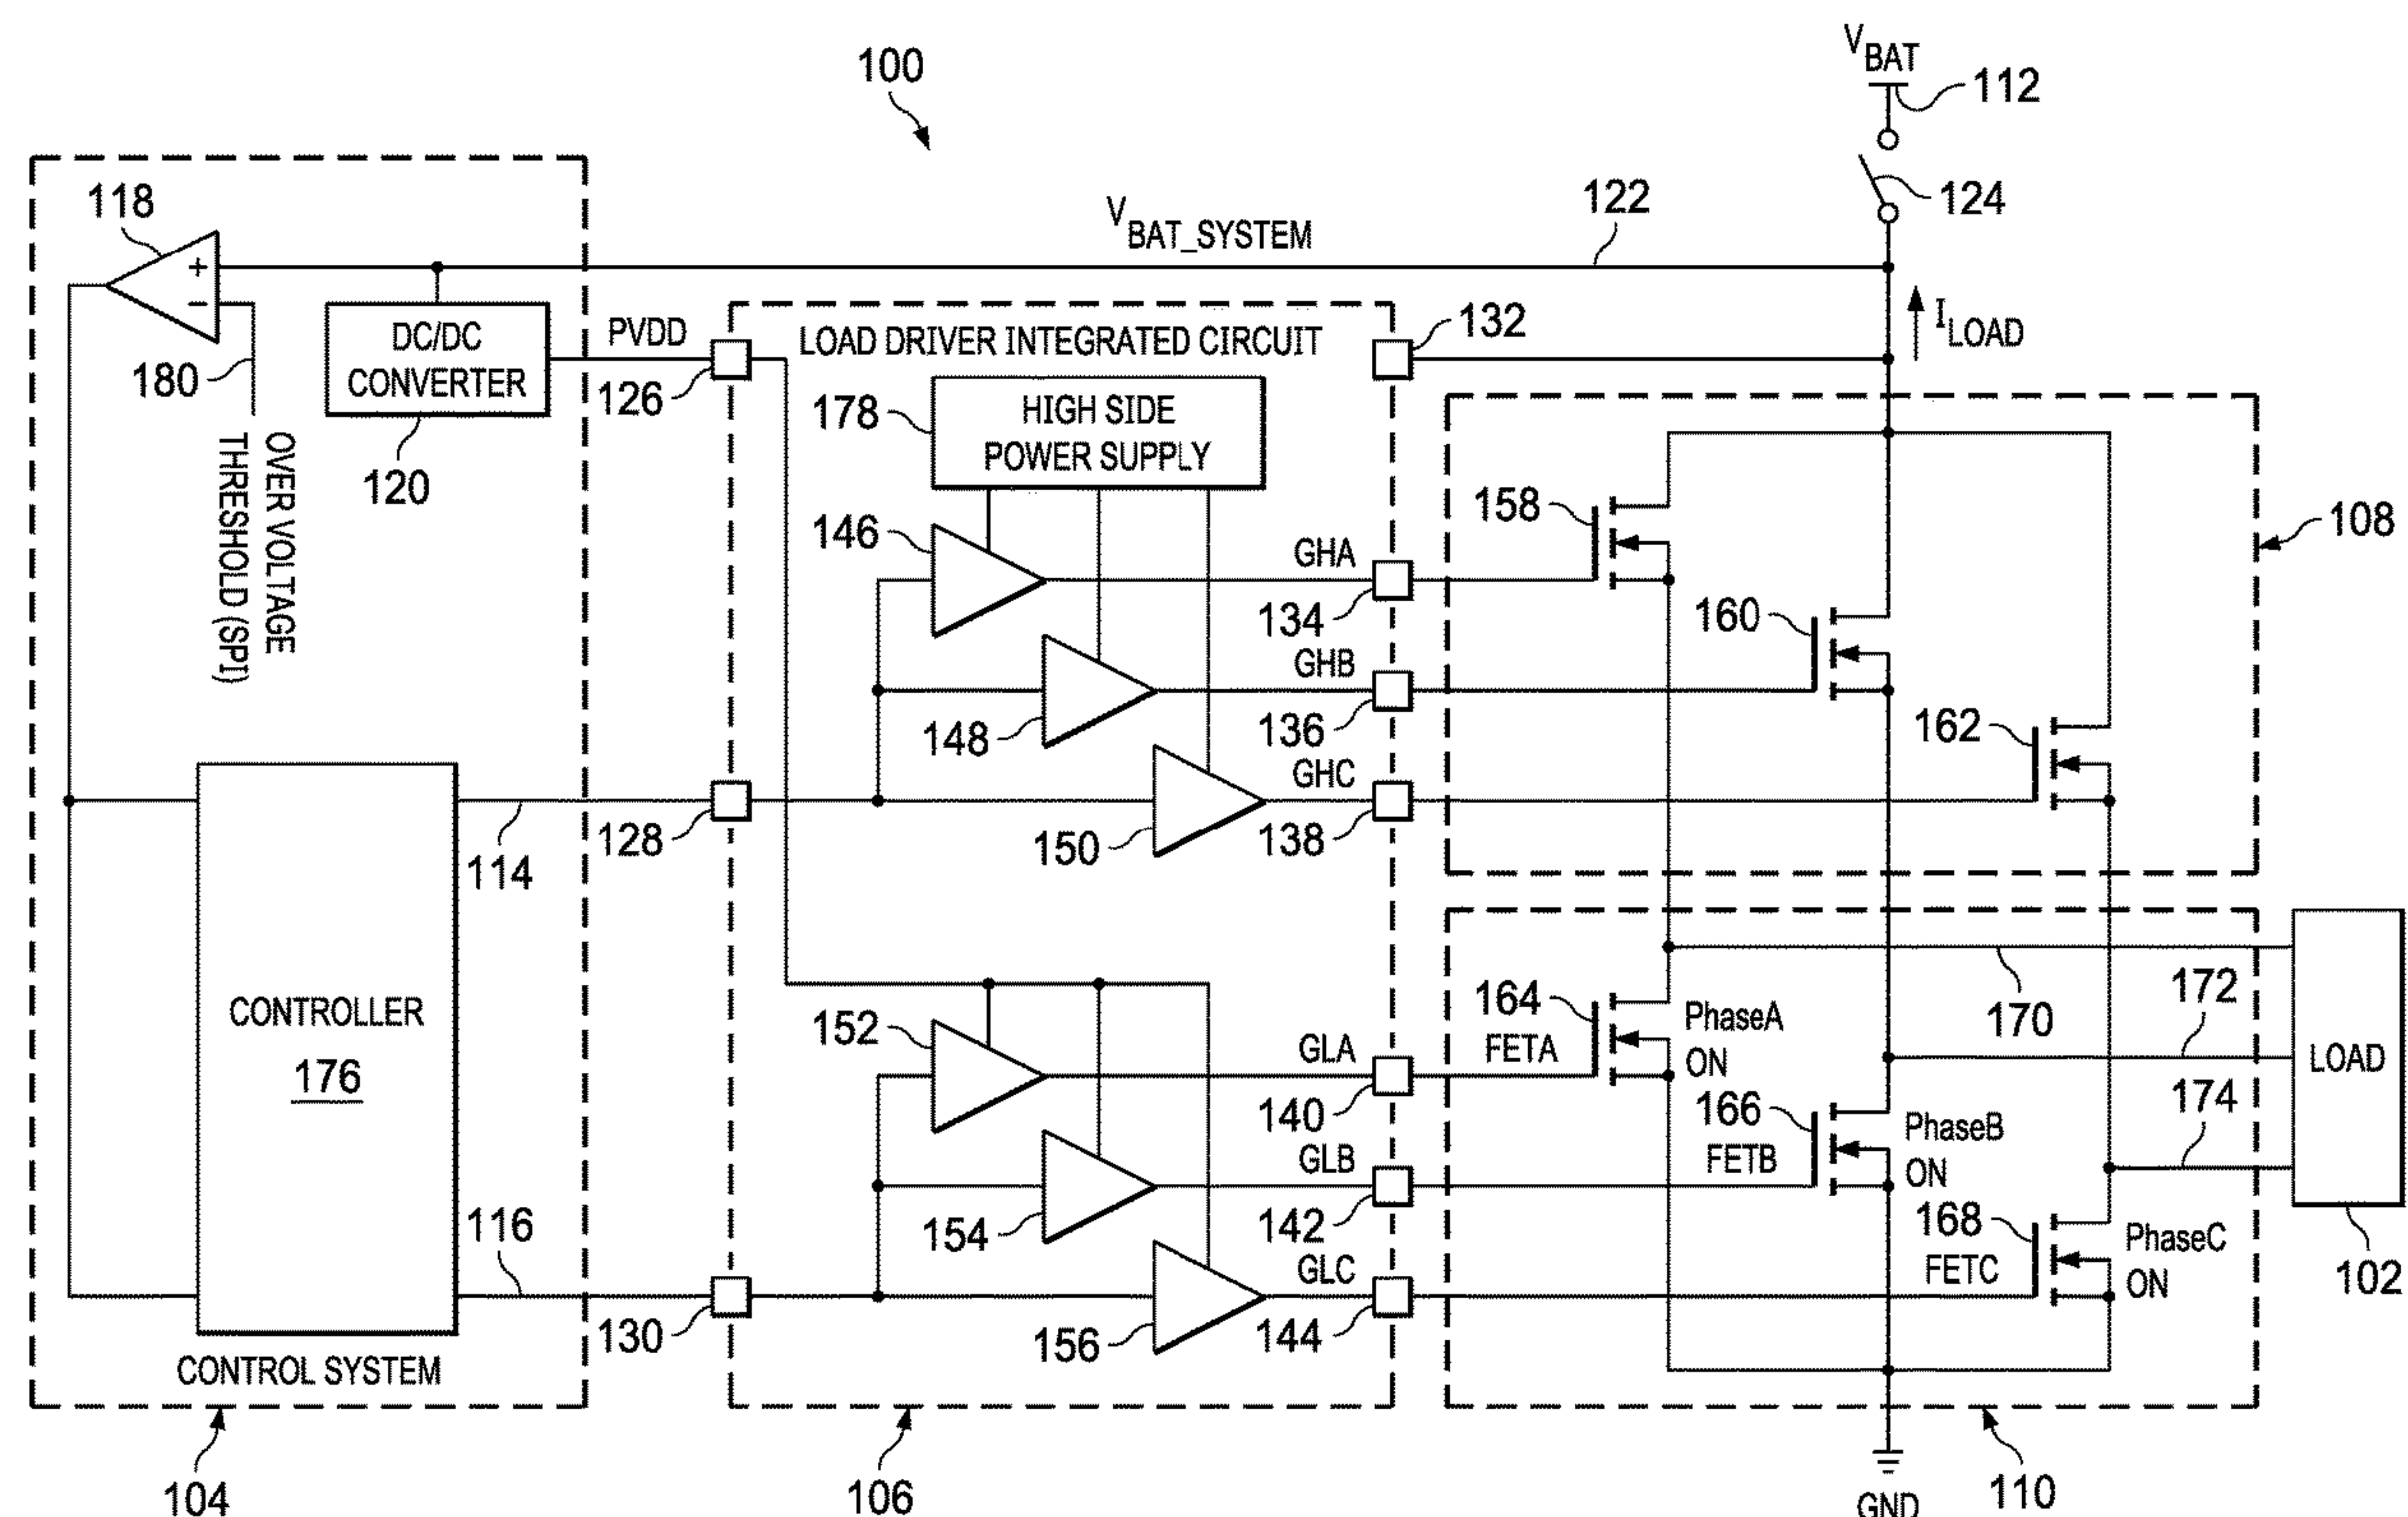 100
V BAT
112
124
118
V BAT_SYSTEM
122
+
−
180
DC/DC
CONVERTER
120
OVER VOLTAGE
THRESHOLD (SPI)
PVDD
126
LOAD DRIVER INTEGRATED CIRCUIT
132
I LOAD
178
HIGH SIDE
POWER SUPPLY
146
GHA
134
158
108
148
GHB
136
160
150
GHC
138
162
114
128
CONTROLLER
176
116
130
CONTROL SYSTEM
104
152
GLA
140
164
FETA
PhaseA
ON
170
172
174
LOAD
102
154
GLB
142
166
FETB
PhaseB
ON
156
GLC
144
168
FETC
PhaseC
ON
106
GND
110